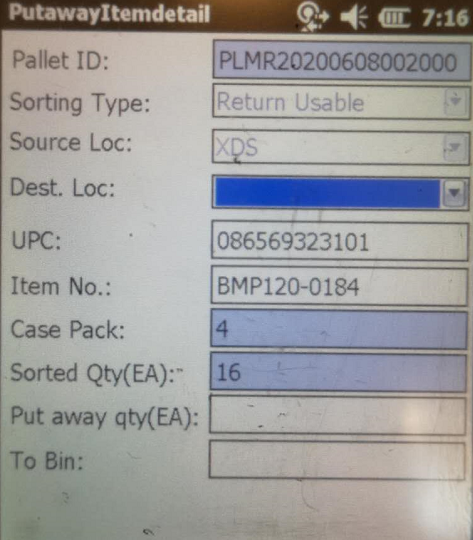 PutawayItemdetail 7:16
Pallet ID: PLMR20200608002000
Sorting Type: Return Usable
Source Loc: XDS
Dest. Loc:
UPC: 086569323101
Item No.: BMP120-0184
Case Pack: 4
Sorted Qty(EA): 16
Put away qty(EA):
To Bin: